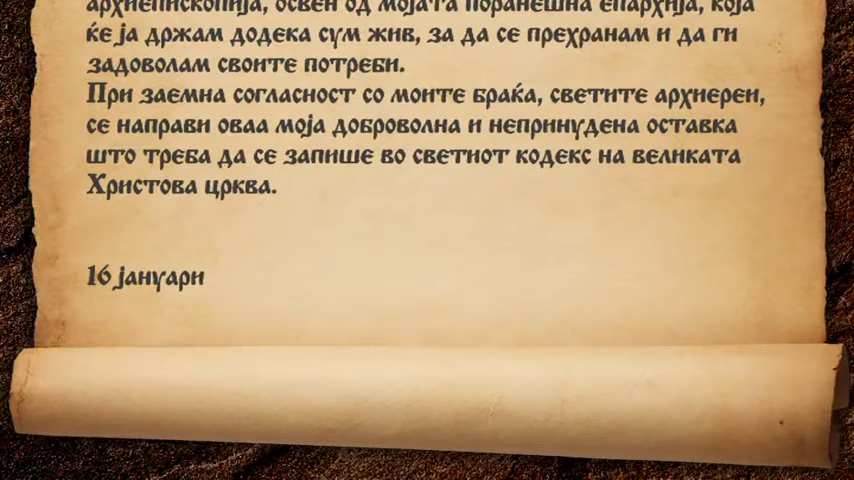 архиепископија, освен од мојата поранешна епархија, која
ќе ја држам додека сум жив, за да се прехранам и да ги
задоволам своите потреби.
При заемна согласност со моите браќа, светите архиереи,
се направи оваа моја доброволна и непринудена оставка
што треба да се запише во светиот кодекс на великата
Христова црква.
16 јануари